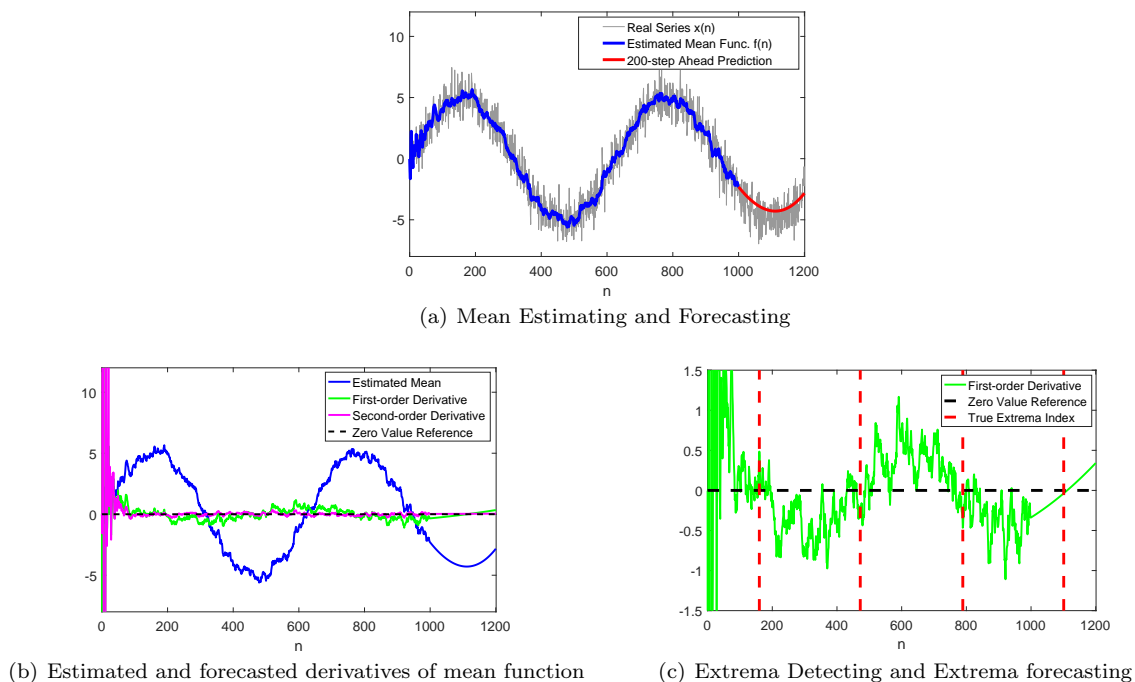 10
5
0
-5
0
200
400
600
800
1000
1200
n
Real Series x(n)
Estimated Mean Func. f(n)
200-step Ahead Prediction
(a) Mean Estimating and Forecasting
10
5
0
-5
0
200
400
600
800
1000
1200
n
Estimated Mean
First-order Derivative
Second-order Derivative
Zero Value Reference
(b) Estimated and forecasted derivatives of mean function
1.5
1
0.5
0
-0.5
-1
-1.5
0
200
400
600
800
1000
1200
n
First-order Derivative
Zero Value Reference
True Extrema Index
(c) Extrema Detecting and Extrema forecasting